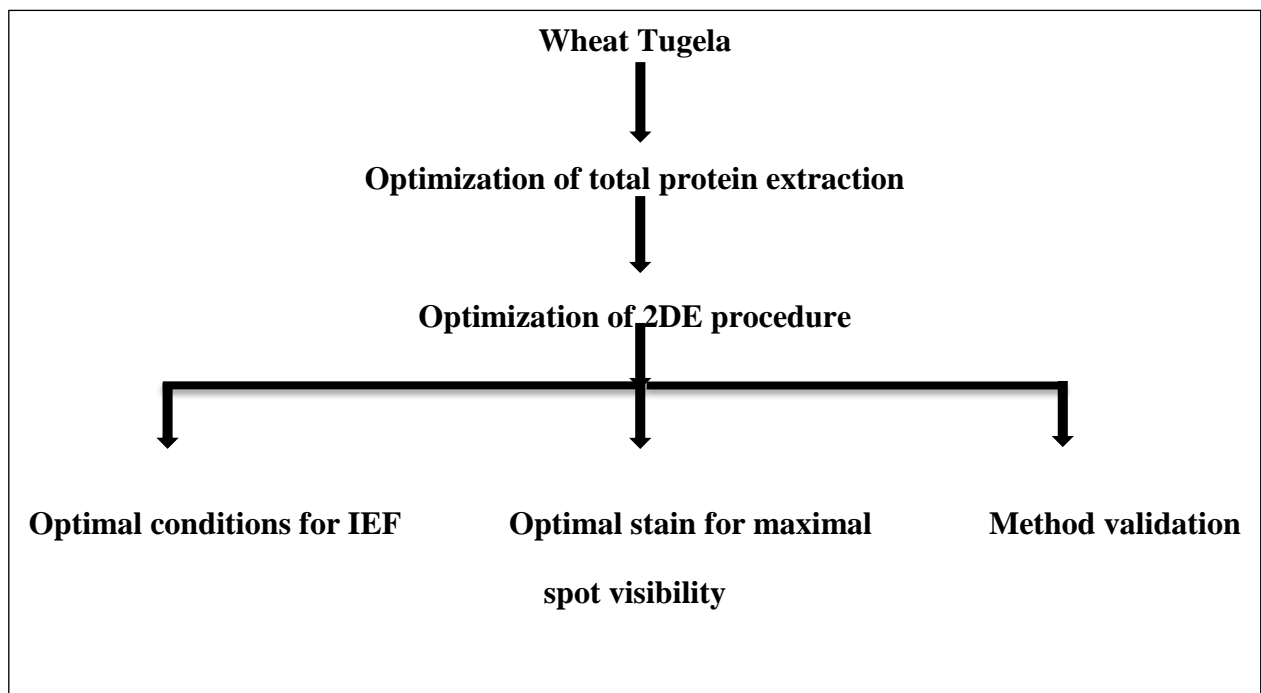 Wheat Tugela
Optimization of total protein extraction
Optimization of 2DE procedure
Optimal conditions for IEF
Optimal stain for maximal
spot visibility
Method validation